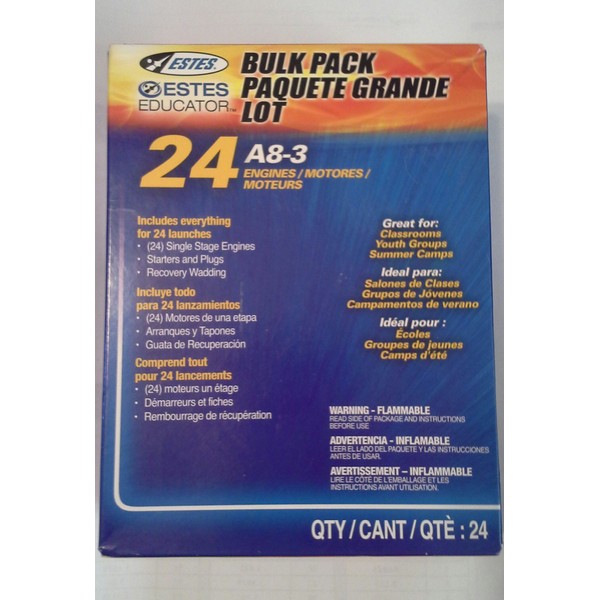 ESTES
ESTES
EDUCATOR™
BULK PACK
PAQUETE GRANDE
LOT
24 A8-3
ENGINES / MOTORES /
MOTEURS
Includes everything
for 24 launches
• (24) Single Stage Engines
• Starters and Plugs
• Recovery Wadding
Incluye todo
para 24 lanzamientos
• (24) Motores de una etapa
• Arranques y Tapones
• Guata de Recuperación
Comprend tout
pour 24 lancements
• (24) moteurs un étage
• Démarreurs et fiches
• Rembourrage de récupération
Great for:
Classrooms
Youth Groups
Summer Camps
Ideal para:
Salones de Clases
Grupos de Jóvenes
Campamentos de verano
Idéal pour :
Écoles
Groupes de jeunes
Camps d'été
WARNING - FLAMMABLE
READ SIDE OF PACKAGE AND INSTRUCTIONS
BEFORE USE
ADVERTENCIA - INFLAMABLE
LEER EL LADO DEL PAQUETE Y LAS INSTRUCCIONES
ANTES DE USAR.
AVERTISSEMENT – INFLAMMABLE
LIRE LE CÔTÉ DE L'EMBALLAGE ET LES
INSTRUCTIONS AVANT UTILISATION.
QTY / CANT / QTÈ : 24